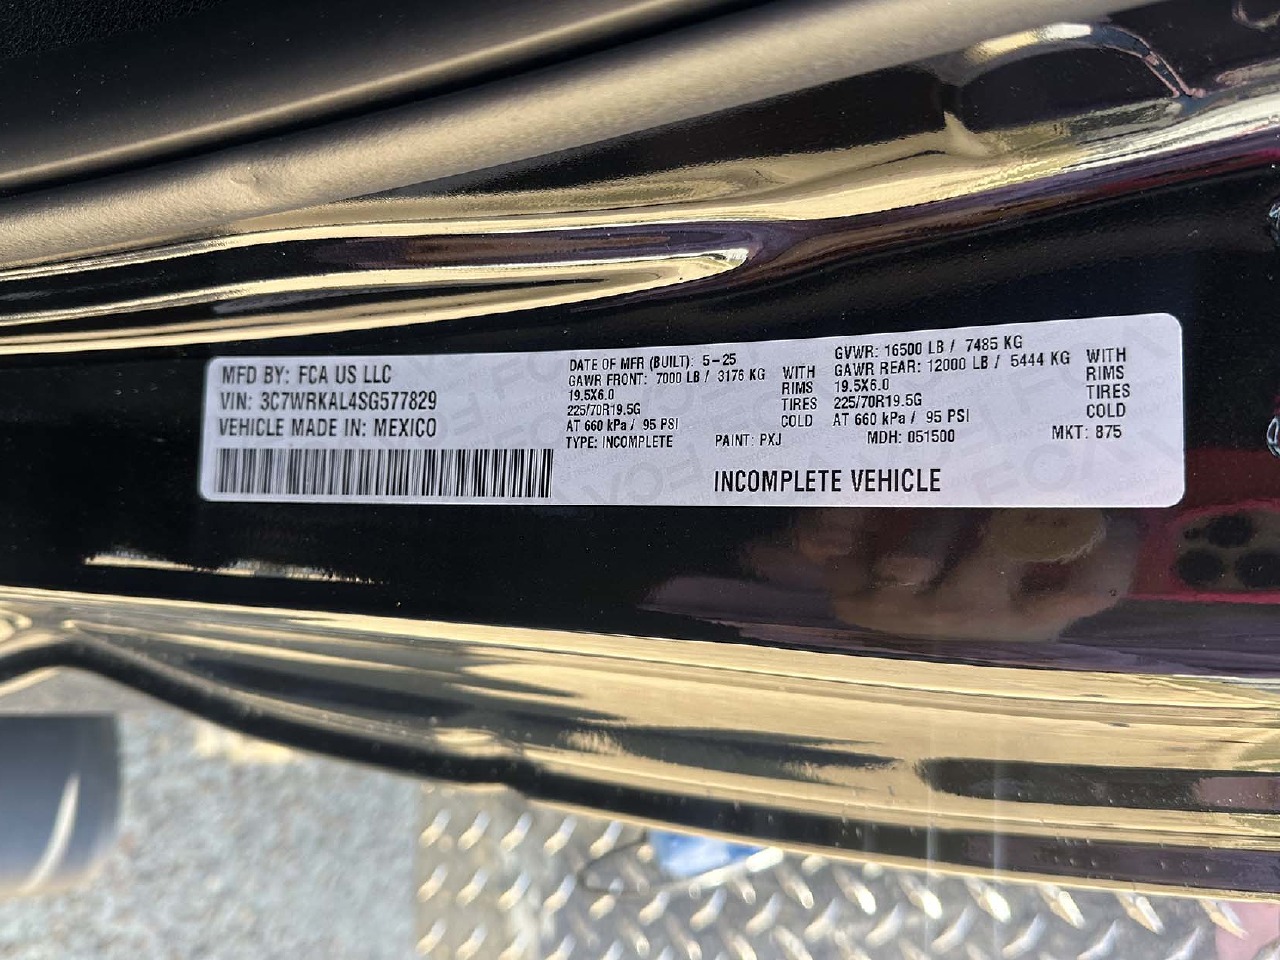 MFD BY: FCA US LLC
VIN: 3C7WRKAL4SG577829
VEHICLE MADE IN: MEXICO
DATE OF MFR (BUILT): 5-25
GAWR FRONT: 7000 LB / 3176 KG WITH
19.5X6.0 RIMS
225/70R19.5G TIRES
AT 660 kPa / 95 PSI COLD
TYPE: INCOMPLETE PAINT: PXJ MDH: 051500 MKT: 875
GVWR: 16500 LB / 7485 KG
GAWR REAR: 12000 LB / 5444 KG WITH
19.5X6.0 RIMS
225/70R19.5G TIRES
AT 660 kPa / 95 PSI COLD
INCOMPLETE VEHICLE